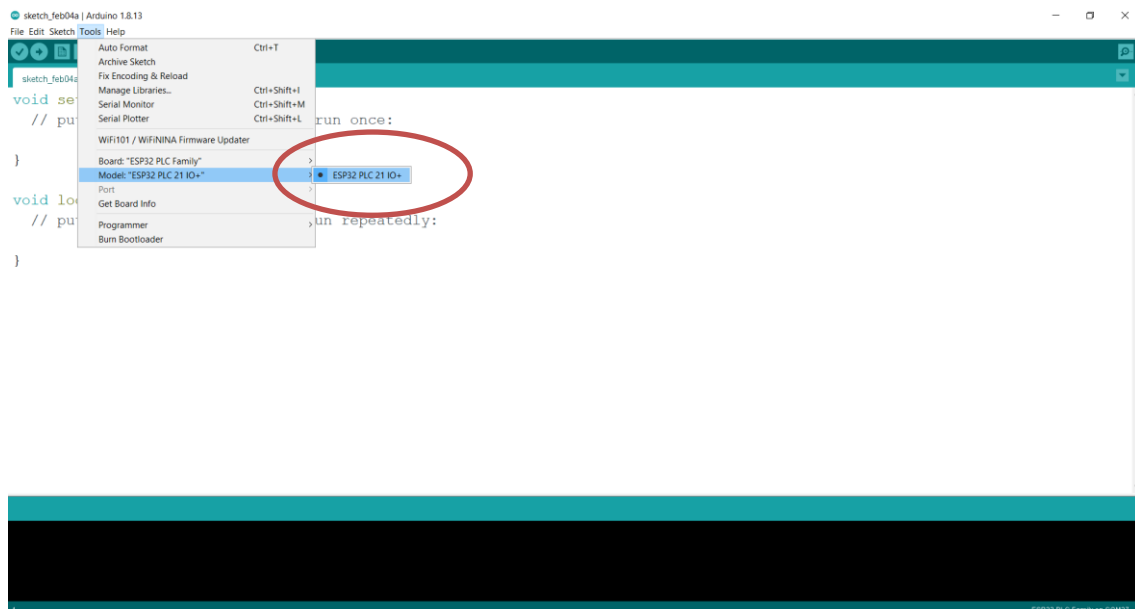 sketch_feb04a | Arduino 1.8.13
File Edit Sketch Tools Help
sketch_feb04a
Auto Format Ctrl+T
Archive Sketch
Fix Encoding & Reload
Manage Libraries... Ctrl+Shift+I
Serial Monitor Ctrl+Shift+M
Serial Plotter Ctrl+Shift+L
WiFi101 / WiFiNINA Firmware Updater
Board: "ESP32 PLC Family"
Model: "ESP32 PLC 21 IO+"
ESP32 PLC 21 IO+
Port
Get Board Info
Programmer
Burn Bootloader
void se
// pu run once:
}
void lo
// pu un repeatedly:
}